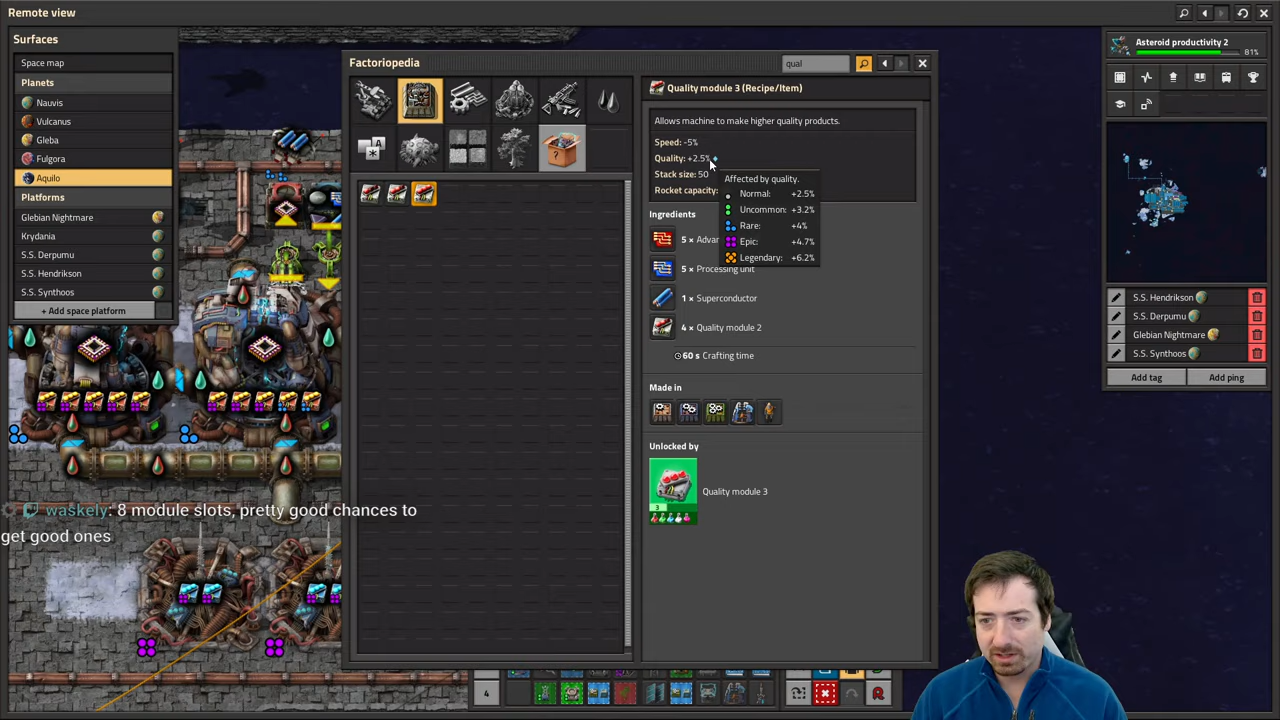 Remote view
Surfaces
Space map
Planets
Nauvis
Vulcanus
Gleba
Fulgora
Aquilo
Platforms
Glebian Nightmare
Krydania
S.S. Derpumu
S.S. Hendrikson
S.S. Synthoos
+ Add space platform
Factoriopedia
qual
Quality module 3 (Recipe/Item)
Allows machine to make higher quality products.
Speed: -5%
Quality: +2.5%
Stack size: 50
Rocket capacity:
Affected by quality.
Normal: +2.5%
Uncommon: +3.2%
Rare: +4%
Epic: +4.7%
Legendary: +6.2%
Ingredients
5 × Advan
5 × Processing unit
1 × Superconductor
4 × Quality module 2
60 s Crafting time
Made in
Unlocked by
3
Quality module 3
Asteroid productivity 2
81%
S.S. Hendrikson
S.S. Derpumu
Glebian Nightmare
S.S. Synthoos
Add tag
Add ping
waskely: 8 module slots, pretty good chances to
get good ones
4